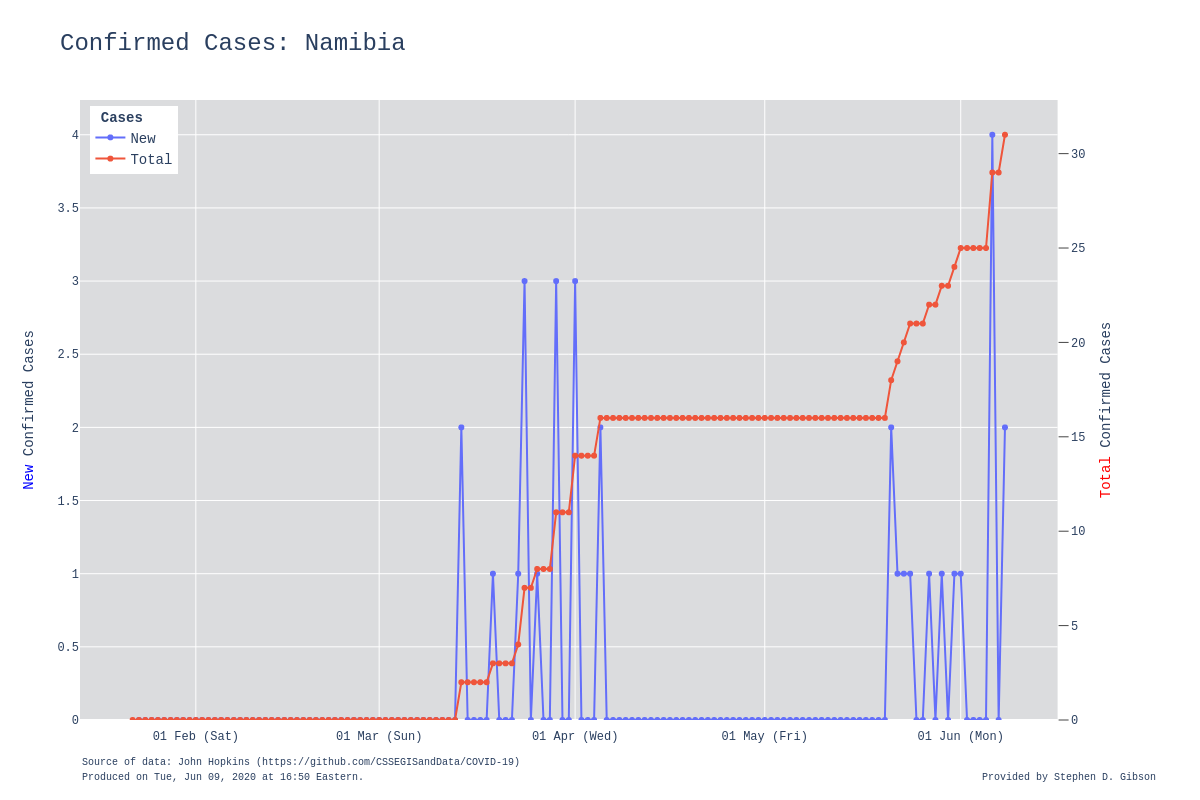 Confirmed Cases: Namibia
Cases
New
Total
4
3.5
3
2.5
2
1.5
1
0.5
0
30
25
20
15
10
5
0
New Confirmed Cases
Total Confirmed Cases
01 Feb (Sat)
01 Mar (Sun)
01 Apr (Wed)
01 May (Fri)
01 Jun (Mon)
Source of data: John Hopkins (https://github.com/CSSEGISandData/COVID-19)
Produced on Tue, Jun 09, 2020 at 16:50 Eastern.
Provided by Stephen D. Gibson